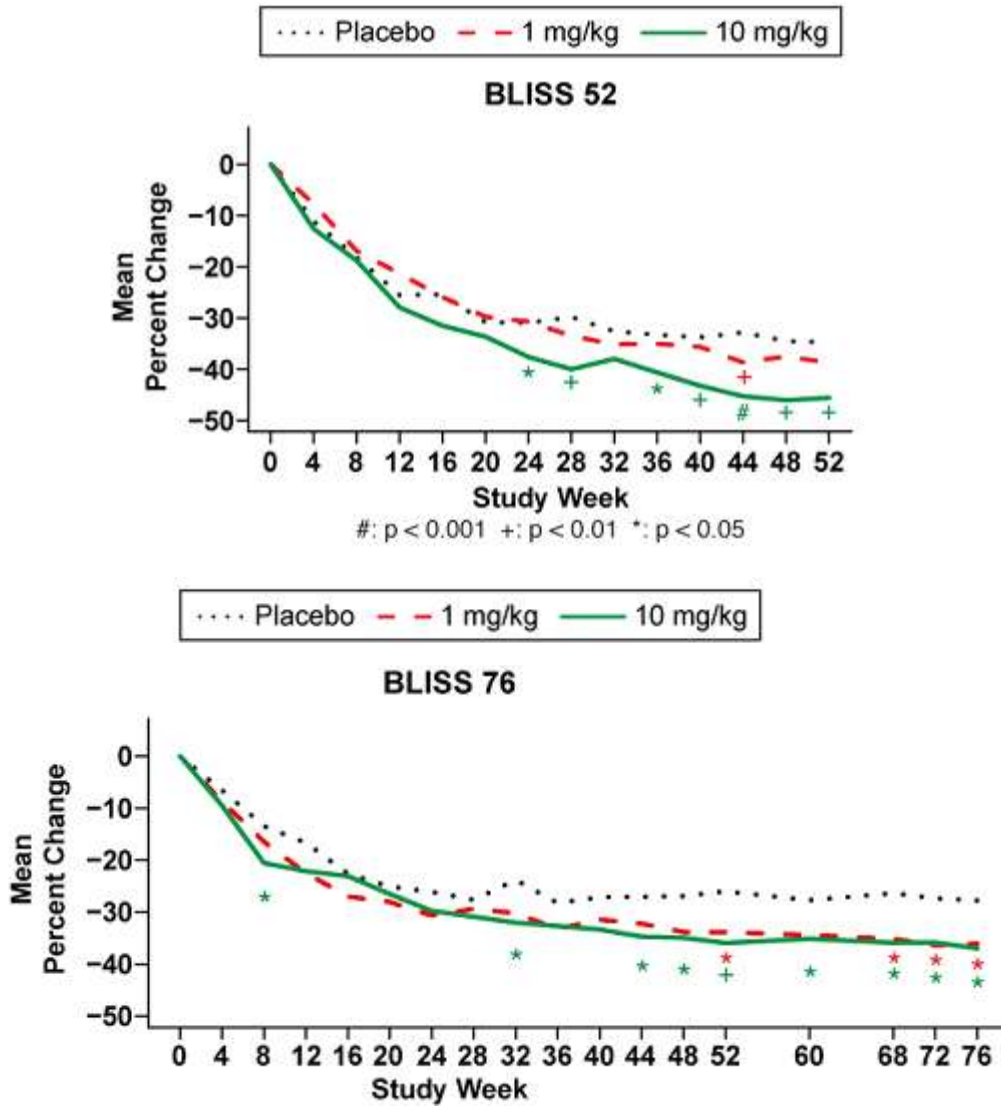 Placebo 1 mg/kg 10 mg/kg
BLISS 52
Mean
Percent Change
0
−10
−20
−30
−40
−50
* + * + # + +
+
0 4 8 12 16 20 24 28 32 36 40 44 48 52
Study Week
#: p < 0.001 +: p < 0.01 *: p < 0.05
Placebo 1 mg/kg 10 mg/kg
BLISS 76
Mean
Percent Change
0
−10
−20
−30
−40
−50
* * * * + * * * *
* * * *
0 4 8 12 16 20 24 28 32 36 40 44 48 52 60 68 72 76
Study Week